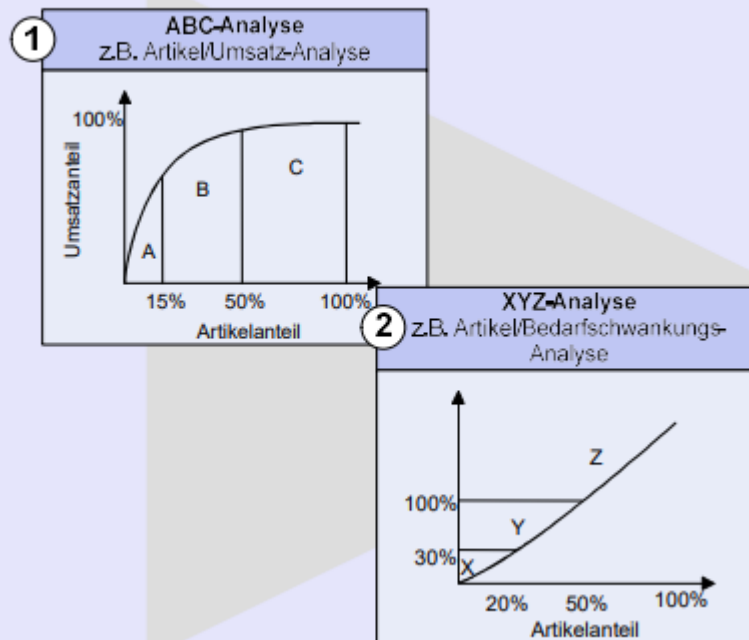 1
ABC-Analyse
z.B. Artikel/Umsatz-Analyse
100%
Umsatzanteil
A
B
C
15%
50%
100%
Artikelanteil
2
XYZ-Analyse
z.B. Artikel/Bedarfschwankungs-
Analyse
Z
100%
Y
30%
X
20%
50%
100%
Artikelanteil